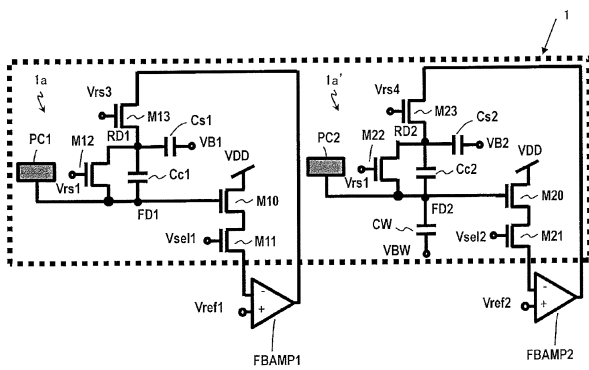 1
1a
Vrs3
M13
RD1
Cs1
VB1
PC1
M12
Vrs1
Cc1
VDD
M10
FD1
Vsel1
M11
Vref1
-
+
FBAMP1
1a'
Vrs4
M23
RD2
Cs2
VB2
PC2
M22
Vrs1
Cc2
VDD
M20
FD2
CW
VBW
Vsel2
M21
Vref2
-
+
FBAMP2